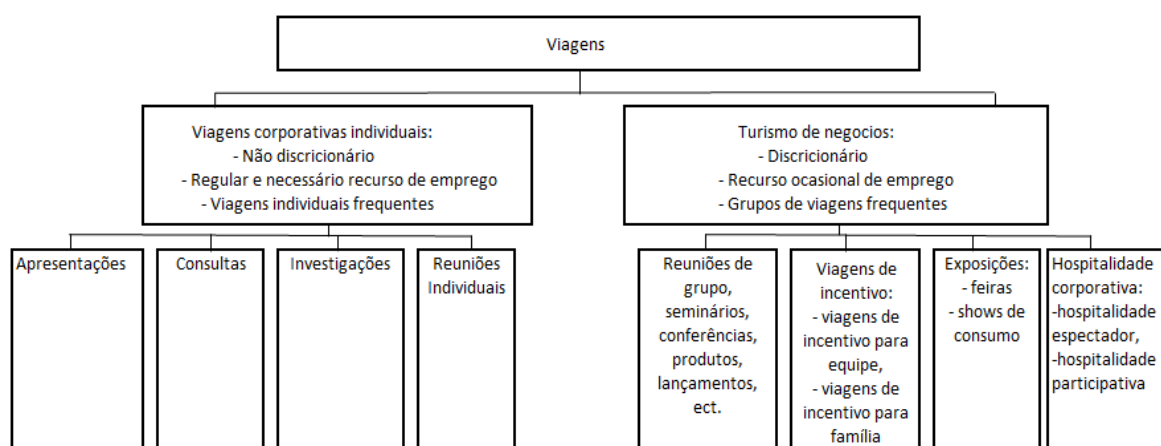 Viagens
Viagens corporativas individuais:
- Não discricionário
- Regular e necessário recurso de emprego
- Viagens individuais frequentes
Turismo de negocios:
- Discricionário
- Recurso ocasional de emprego
- Grupos de viagens frequentes
Apresentações
Consultas
Investigações
Reuniões
Individuais
Reuniões de
grupo,
seminários,
conferências,
produtos,
lançamentos,
ect.
Viagens de
incentivo:
- viagens de
incentivo para
equipe,
- viagens de
incentivo para
família
Exposições:
- feiras
- shows de
consumo
Hospitalidade
corporativa:
-hospitalidade
espectador,
-hospitalidade
participativa